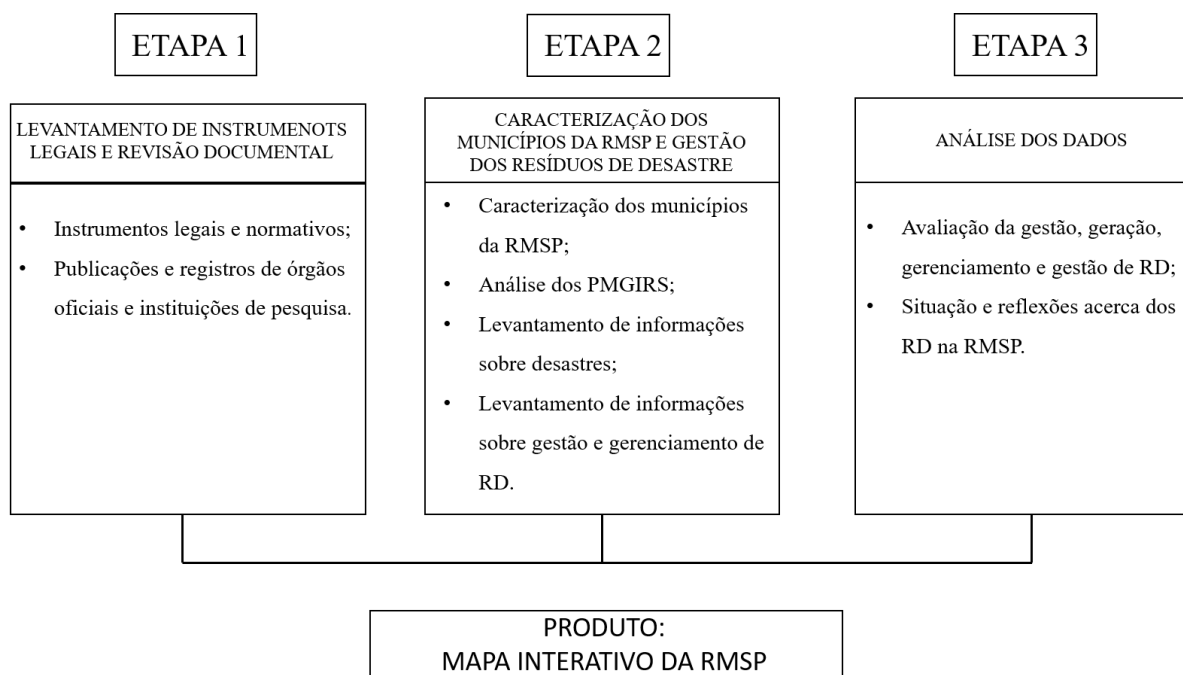 ETAPA 1
LEVANTAMENTO DE INSTRUMENOTS
LEGAIS E REVISÃO DOCUMENTAL
• Instrumentos legais e normativos;
• Publicações e registros de órgãos
oficiais e instituições de pesquisa.
ETAPA 2
CARACTERIZAÇÃO DOS
MUNICÍPIOS DA RMSP E GESTÃO
DOS RESÍDUOS DE DESASTRE
• Caracterização dos municípios
da RMSP;
• Análise dos PMGIRS;
• Levantamento de informações
sobre desastres;
• Levantamento de informações
sobre gestão e gerenciamento de
RD.
ETAPA 3
ANÁLISE DOS DADOS
• Avaliação da gestão, geração,
gerenciamento e gestão de RD;
• Situação e reflexões acerca dos
RD na RMSP.
PRODUTO:
MAPA INTERATIVO DA RMSP